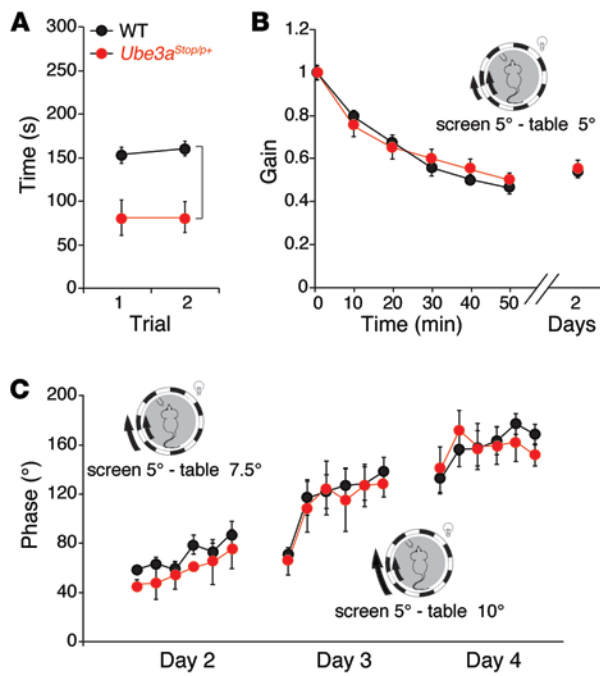 A
WT
Ube3a^Stop/p+
300
250
200
150
100
50
0
Time (s)
1 2
Trial
B
1.2
1
0.8
0.6
0.4
0.2
0
Gain
screen 5° - table 5°
0 10 20 30 40 50 2
Time (min) Days
C
200
160
120
80
40
0
Phase (°)
screen 5° - table 7.5°
screen 5° - table 10°
Day 2 Day 3 Day 4